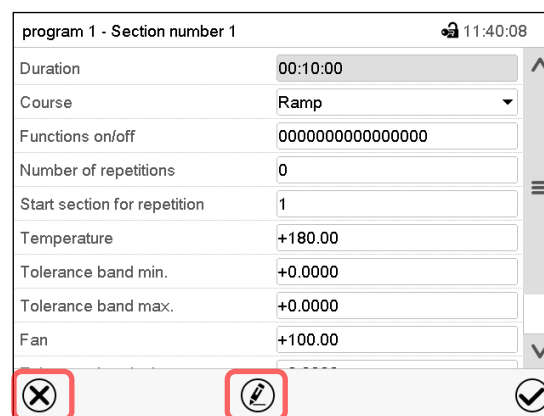 program 1 - Section number 1 11:40:08
Duration 00:10:00
Course Ramp
Functions on/off 0000000000000000
Number of repetitions 0
Start section for repetition 1
Temperature +180.00
Tolerance band min. +0.0000
Tolerance band max. +0.0000
Fan +100.00